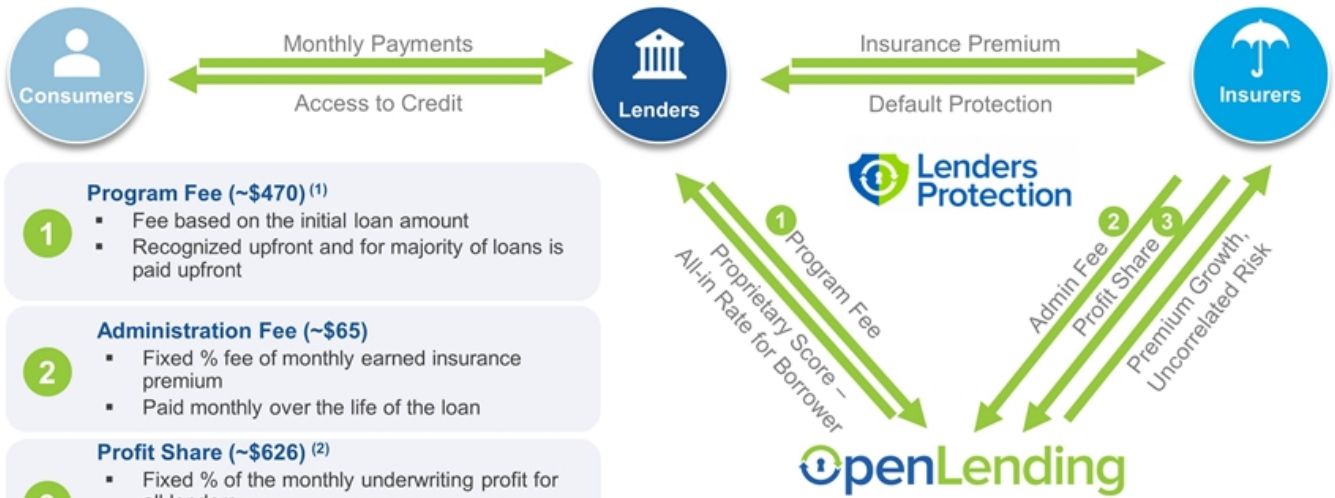 Consumers
Monthly Payments
Access to Credit
Lenders
Insurance Premium
Default Protection
Insurers
Lenders
Protection
1
Program Fee (~$470) (1)
▪ Fee based on the initial loan amount
▪ Recognized upfront and for majority of loans is
paid upfront
2
Administration Fee (~$65)
▪ Fixed % fee of monthly earned insurance
premium
▪ Paid monthly over the life of the loan
Profit Share (~$626) (2)
▪ Fixed % of the monthly underwriting profit for
1
Program Fee
Proprietary Score –
All-in Rate for Borrower
2
Admin Fee
3
Profit Share
Premium Growth,
Uncorrelated Risk
OpenLending